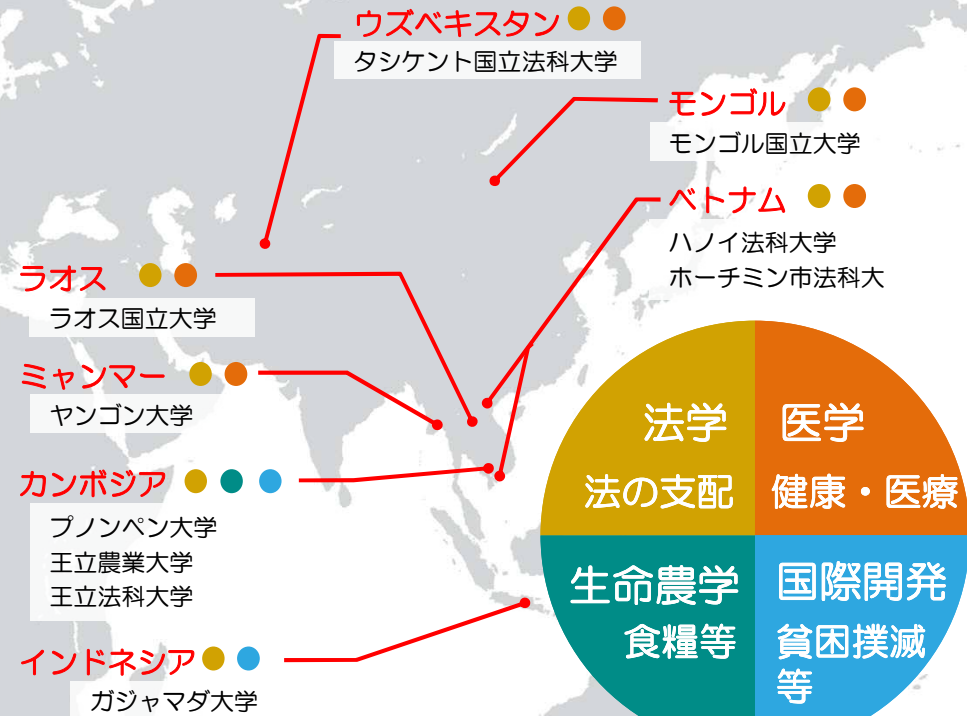 ウズベキスタン
タシケント国立法科大学
モンゴル
モンゴル国立大学
ベトナム
ハノイ法科大学
ホーチミン市法科大
ラオス
ラオス国立大学
ミャンマー
ヤンゴン大学
カンボジア
プノンペン大学
王立農業大学
王立法科大学
インドネシア
ガジャマダ大学
法学
法の支配
医学
健康・医療
生命農学
食糧等
国際開発
貧困撲滅
等